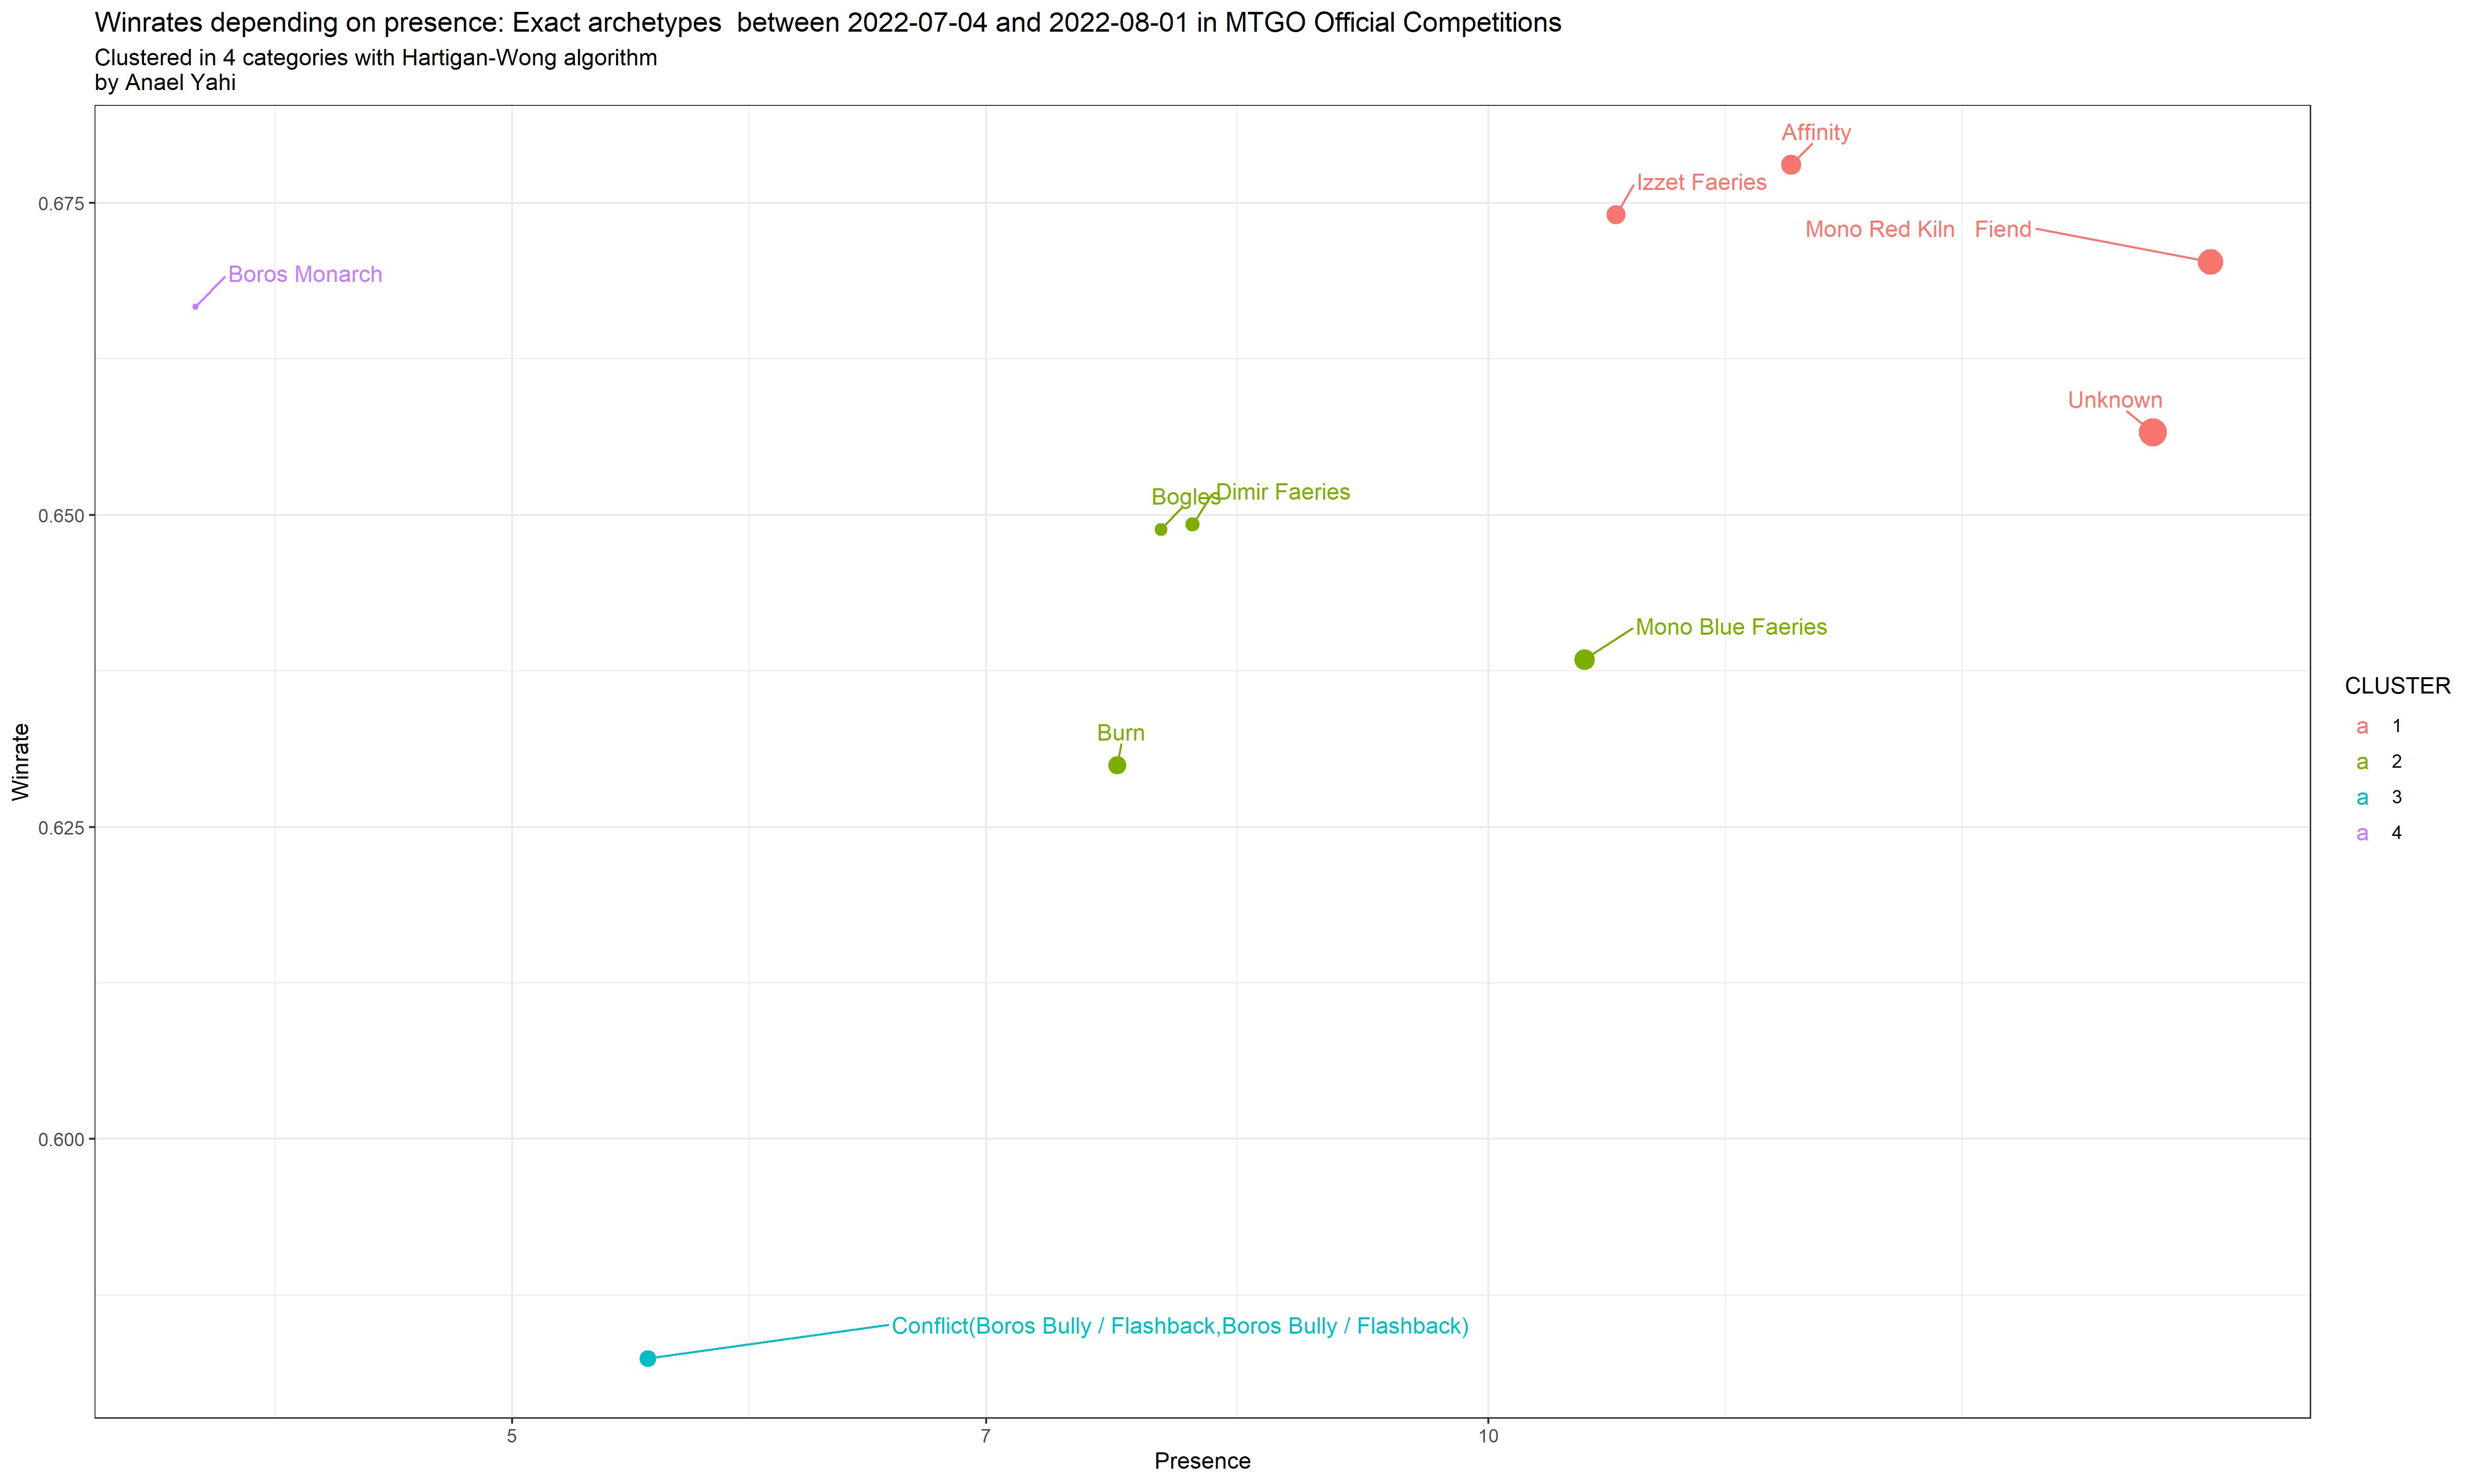 Winrates depending on presence: Exact archetypes  between 2022-07-04 and 2022-08-01 in MTGO Official Competitions
Clustered in 4 categories with Hartigan-Wong algorithm
by Anael Yahi
Affinity
Izzet Faeries
0.675
Mono Red Kiln   Fiend
Boros Monarch
Unknown
Bogles
Dimir Faeries
0.650
Mono Blue Faeries
Burn
Winrate
0.625
CLUSTER
a 1
a 2
a 3
a 4
0.600
Conflict(Boros Bully / Flashback,Boros Bully / Flashback)
5
7
10
Presence